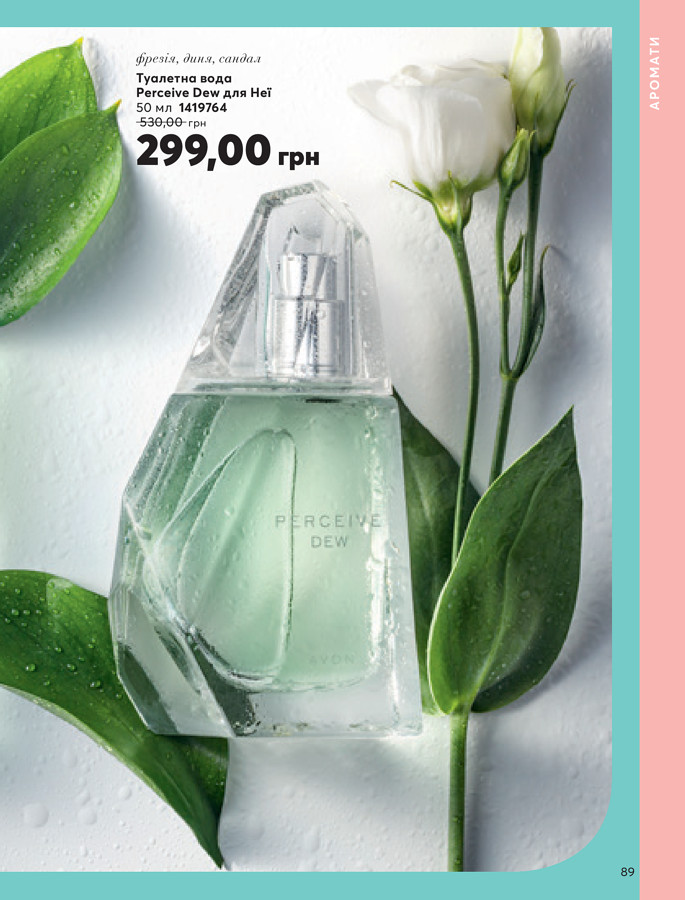 фрезія, диня, сандал
Туалетна вода
Perceive Dew для Неї
50 мл 1419764
530,00 грн
299,00 грн
АРОМАТИ
PERCEIVE
DEW
AVON
89